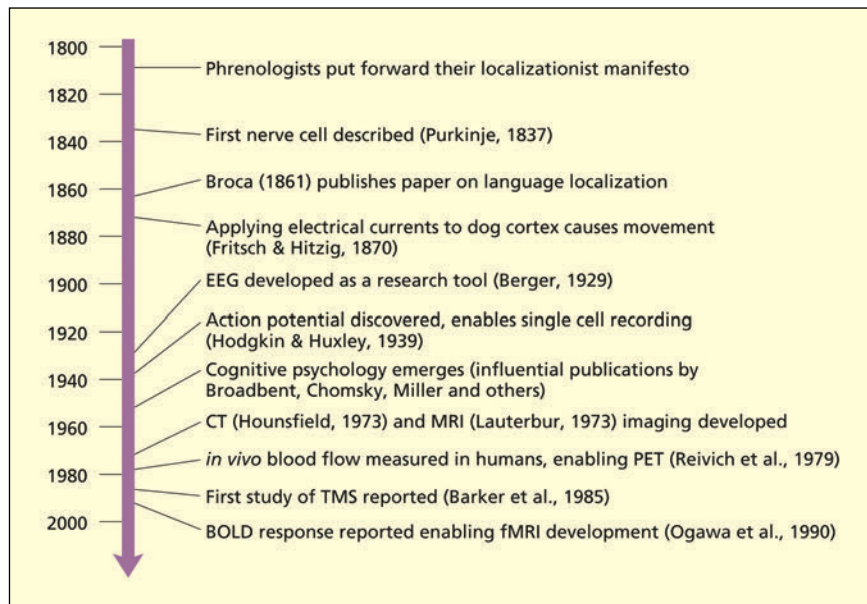 1800
Phrenologists put forward their localizationist manifesto
1820
First nerve cell described (Purkinje, 1837)
1840
Broca (1861) publishes paper on language localization
1860
Applying electrical currents to dog cortex causes movement
(Fritsch & Hitzig, 1870)
1880
EEG developed as a research tool (Berger, 1929)
1900
Action potential discovered, enables single cell recording
(Hodgkin & Huxley, 1939)
1920
Cognitive psychology emerges (influential publications by
Broadbent, Chomsky, Miller and others)
1940
CT (Hounsfield, 1973) and MRI (Lauterbur, 1973) imaging developed
1960
in vivo blood flow measured in humans, enabling PET (Reivich et al., 1979)
1980
First study of TMS reported (Barker et al., 1985)
2000
BOLD response reported enabling fMRI development (Ogawa et al., 1990)